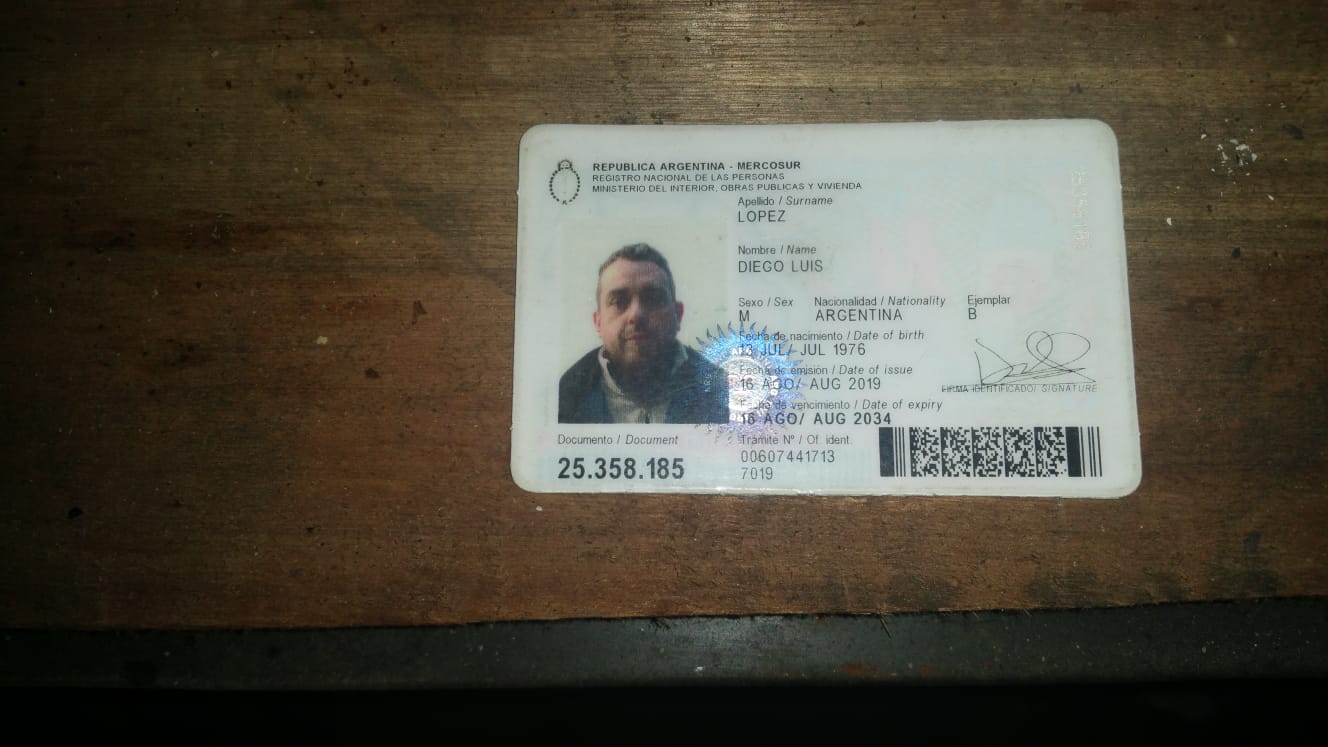 REPUBLICA ARGENTINA - MERCOSUR
REGISTRO NACIONAL DE LAS PERSONAS
MINISTERIO DEL INTERIOR, OBRAS PUBLICAS Y VIVIENDA
Apellido / Surname
LOPEZ
Nombre / Name
DIEGO LUIS
Sexo / Sex Nacionalidad / Nationality Ejemplar
M ARGENTINA B
Fecha de nacimiento / Date of birth
13 JUL/ JUL 1976
Fecha de emisión / Date of issue
16 AGO/ AUG 2019
FIRMA IDENTIFICADO/ SIGNATURE
Fecha de vencimiento / Date of expiry
16 AGO/ AUG 2034
Documento / Document
25.358.185
Trámite Nº / Of. ident.
00607441713
7019